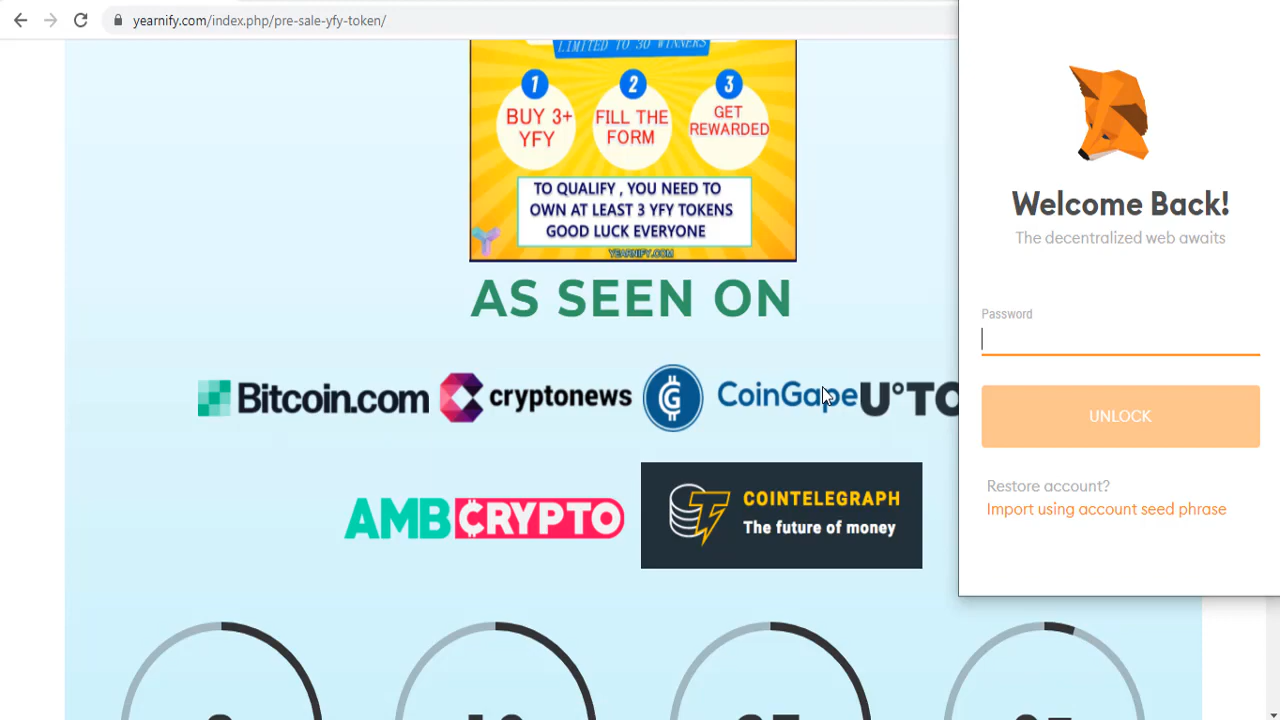 yearnify.com/index.php/pre-sale-yfy-token/
LIMITED TO 30 WINNERS
1
2
3
BUY 3+
YFY
FILL THE
FORM
GET
REWARDED
TO QUALIFY , YOU NEED TO
OWN AT LEAST 3 YFY TOKENS
GOOD LUCK EVERYONE
YEARNIFY.COM
AS SEEN ON
Bitcoin.com
cryptonews
CoinGape
U°TO
AMBCRYPTO
COINTELEGRAPH
The future of money
Welcome Back!
The decentralized web awaits
Password
UNLOCK
Restore account?
Import using account seed phrase